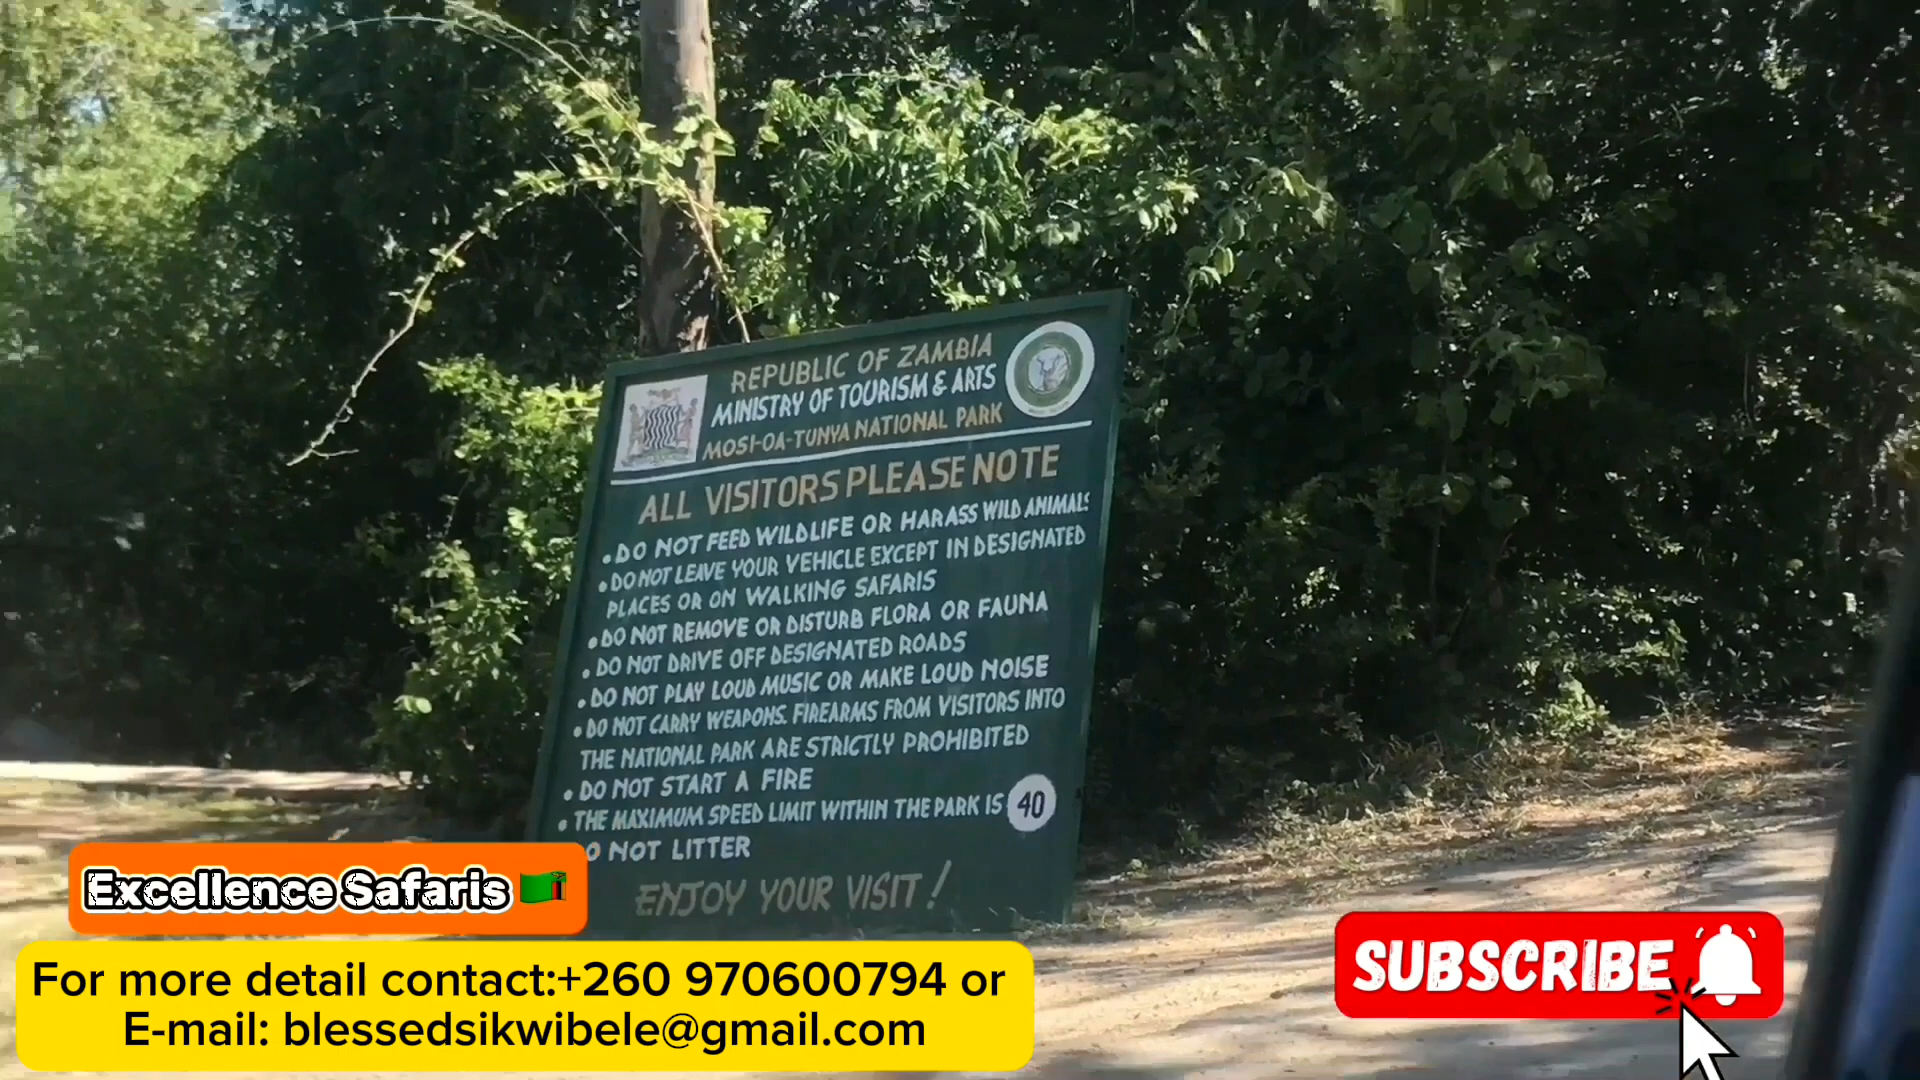 REPUBLIC OF ZAMBIA
MINISTRY OF TOURISM & ARTS
MOSI-OA-TUNYA NATIONAL PARK
ALL VISITORS PLEASE NOTE
• DO NOT FEED WILDLIFE OR HARASS WILD ANIMALS
• DO NOT LEAVE YOUR VEHICLE EXCEPT IN DESIGNATED
PLACES OR ON WALKING SAFARIS
• DO NOT REMOVE OR DISTURB FLORA OR FAUNA
• DO NOT DRIVE OFF DESIGNATED ROADS
• DO NOT PLAY LOUD MUSIC OR MAKE LOUD NOISE
• DO NOT CARRY WEAPONS. FIREARMS FROM VISITORS INTO
THE NATIONAL PARK ARE STRICTLY PROHIBITED
• DO NOT START A FIRE
• THE MAXIMUM SPEED LIMIT WITHIN THE PARK IS 40
O NOT LITTER
ENJOY YOUR VISIT!
Excellence Safaris
For more detail contact:+260 970600794 or
E-mail: blessedsikwibele@gmail.com
SUBSCRIBE